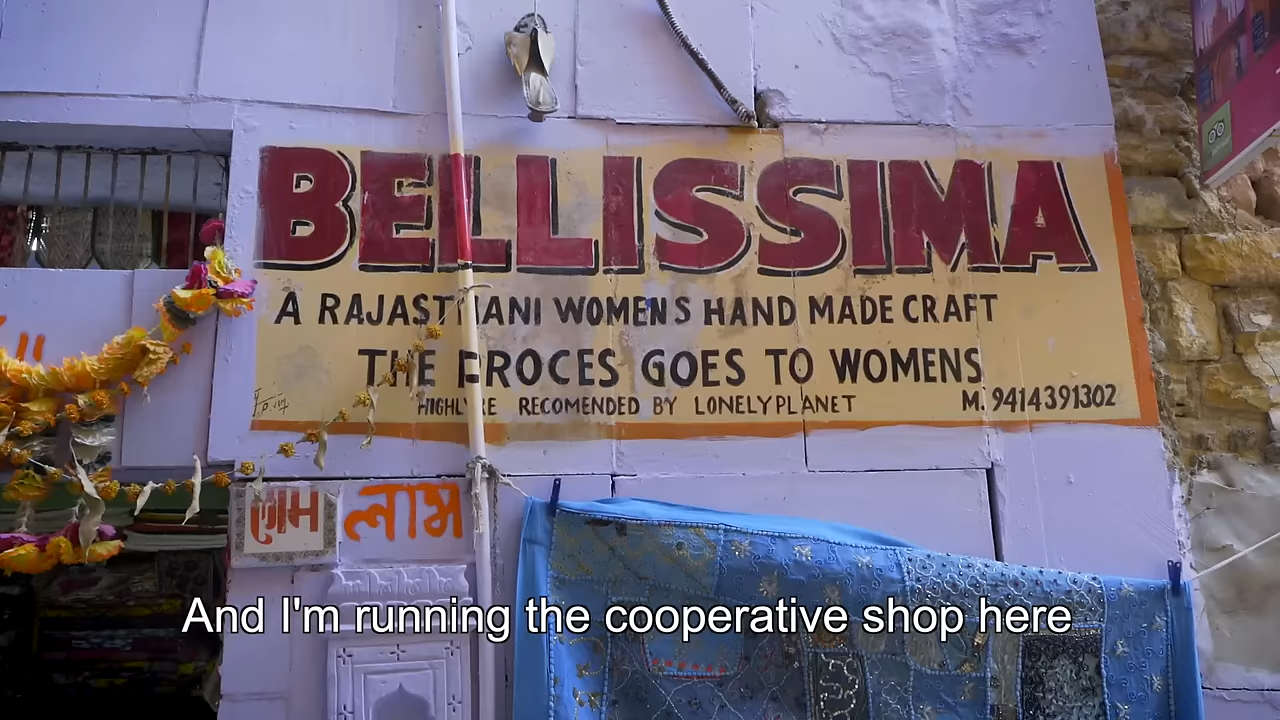 BELLISSIMA
A RAJASTHANI WOMENS HAND MADE CRAFT
THE PROCES GOES TO WOMENS
HIGHLY RE RECOMENDED BY LONELYPLANET
M. 9414391302
लाभ
And I'm running the cooperative shop here